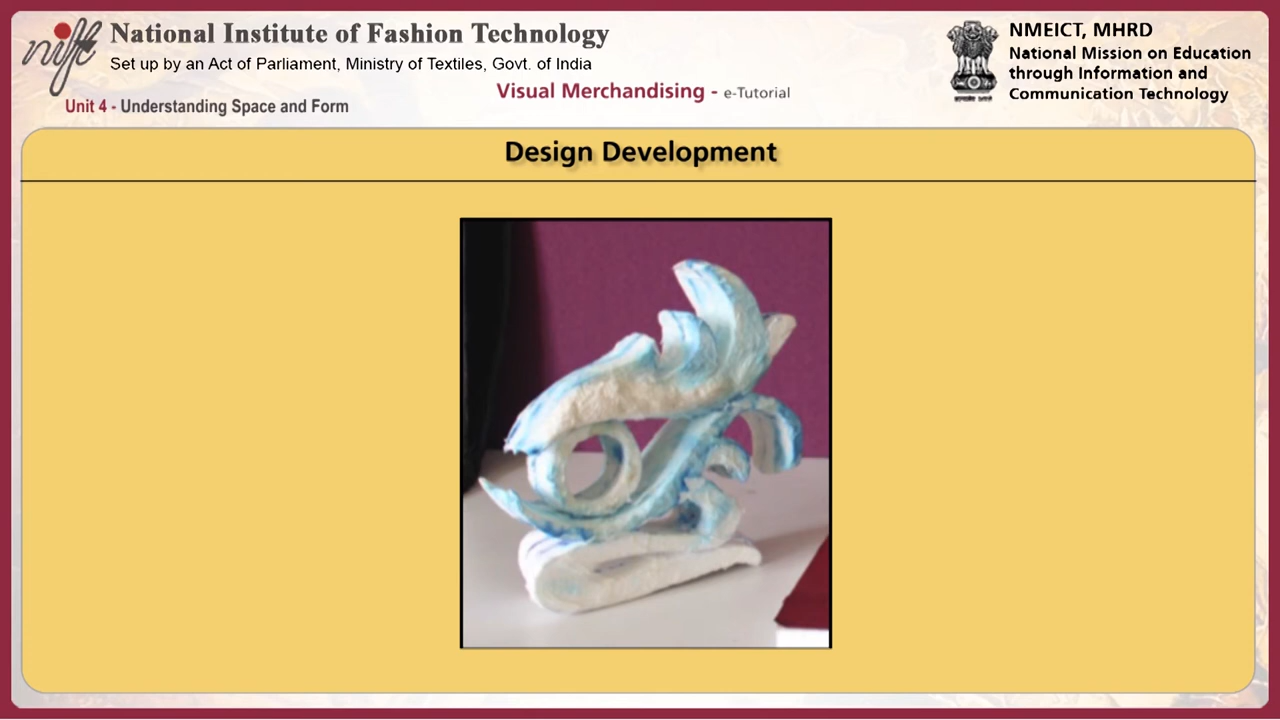 nift
National Institute of Fashion Technology
Set up by an Act of Parliament, Ministry of Textiles, Govt. of India
Visual Merchandising - e-Tutorial
Unit 4 - Understanding Space and Form
NMEICT, MHRD
National Mission on Education
through Information and
Communication Technology
Design Development